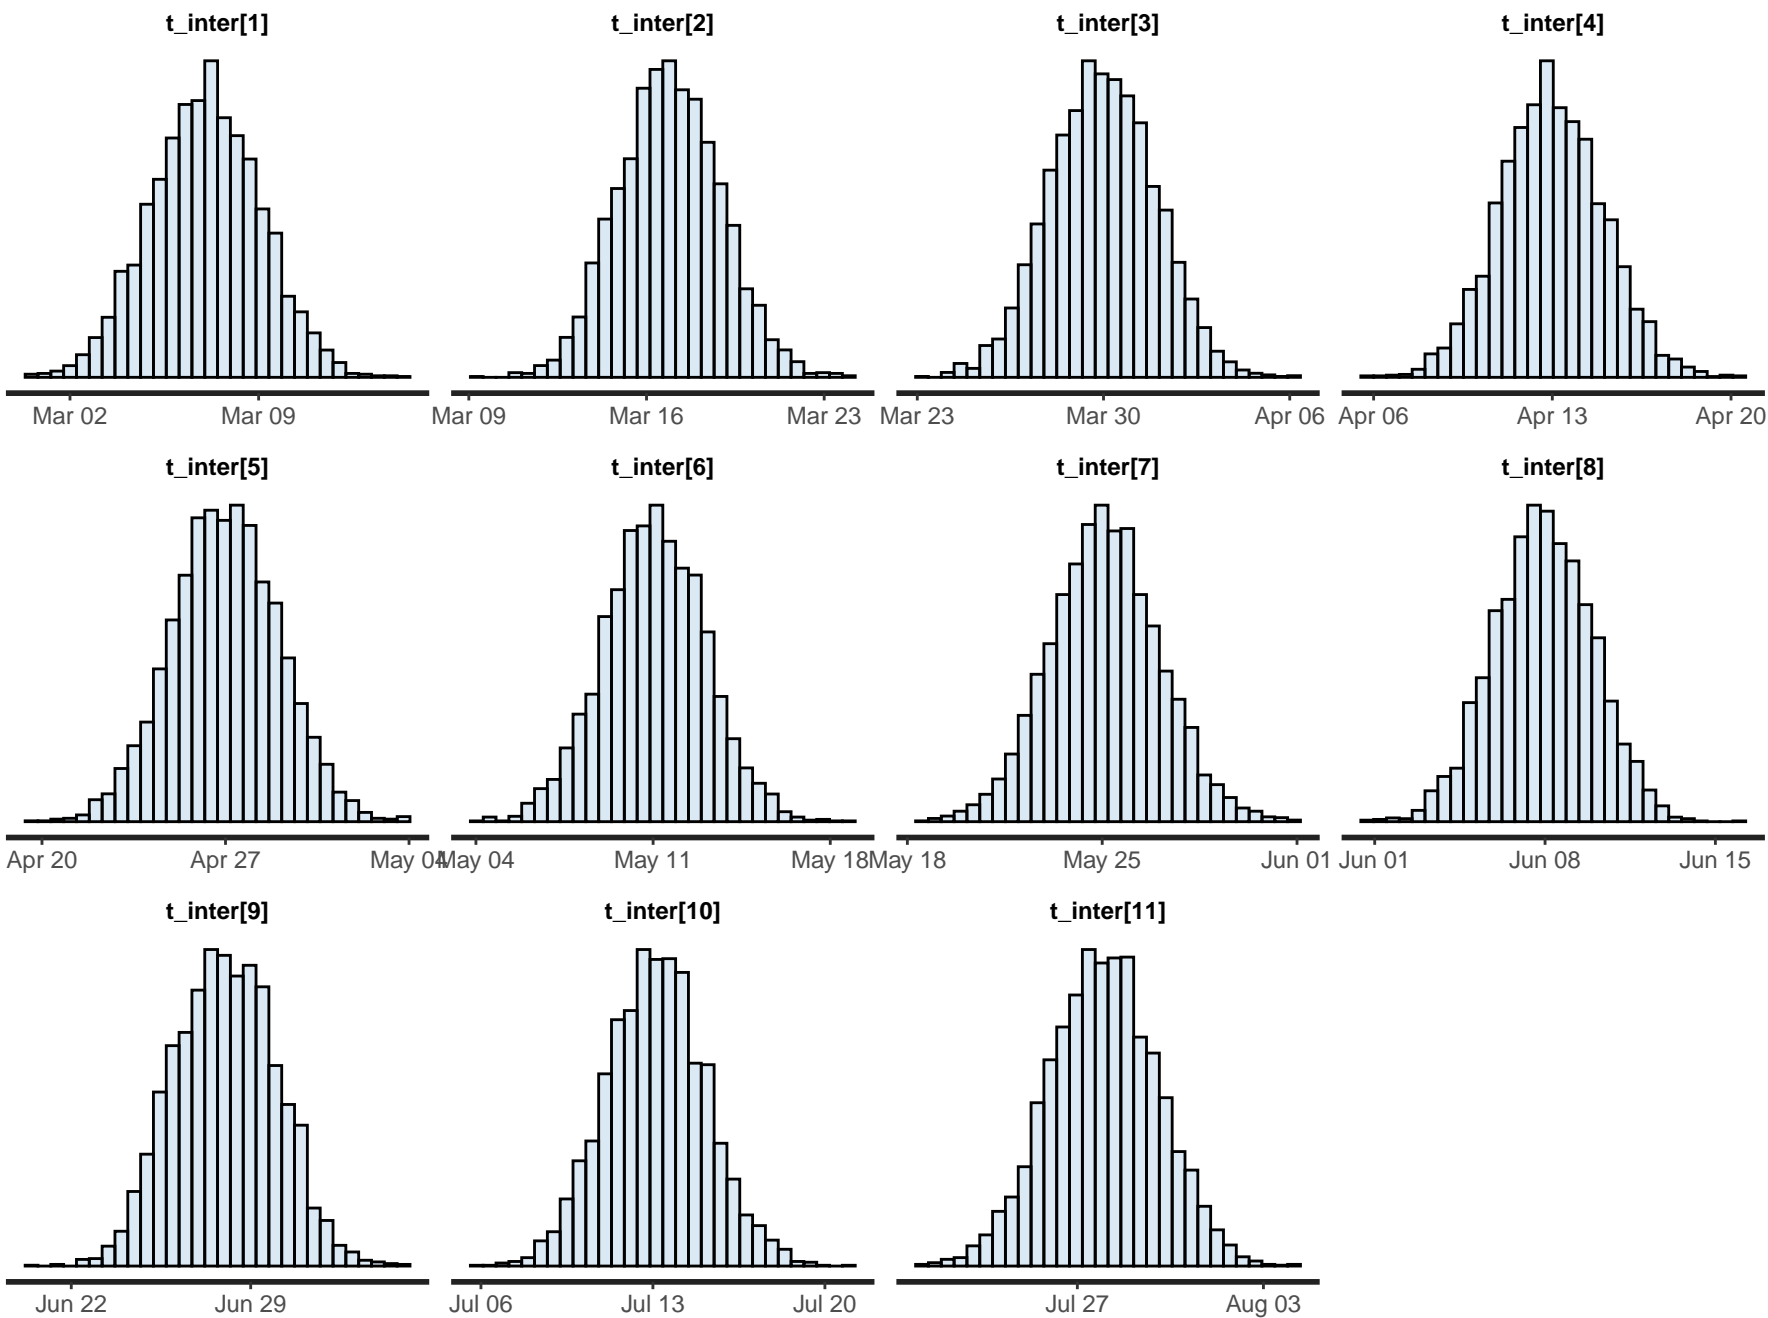 t_inter[1] t_inter[2] t_inter[3] t_inter[4]
Mar 02 Mar 09 Mar 09 Mar 16 Mar 23 Mar 23 Mar 30 Apr 06 Apr 06 Apr 13 Apr 20
t_inter[5] t_inter[6] t_inter[7] t_inter[8]
Apr 20 Apr 27 May 04 May 04 May 11 May 18 May 18 May 25 Jun 01 Jun 01 Jun 08 Jun 15
t_inter[9] t_inter[10] t_inter[11]
Jun 22 Jun 29 Jul 06 Jul 13 Jul 20 Jul 27 Aug 03